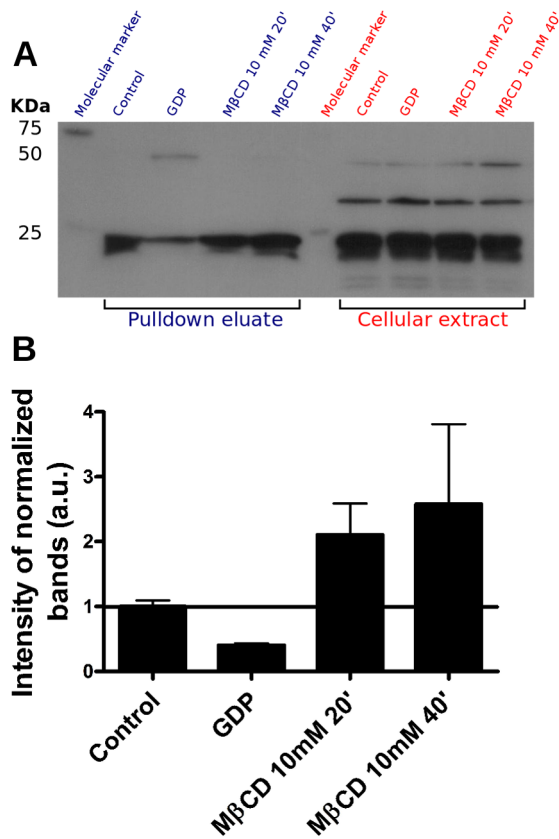 A
Molecular marker
Control
GDP
MβCD 10 mM 20'
MβCD 10 mM 40'
Molecular marker
Control
GDP
MβCD 10 mM 20'
MβCD 10 mM 40'
KDa
75
50
25
Pulldown eluate
Cellular extract
B
Intensity of normalized
bands (a.u.)
4
3
2
1
0
Control
GDP
MβCD 10mM 20'
MβCD 10mM 40'